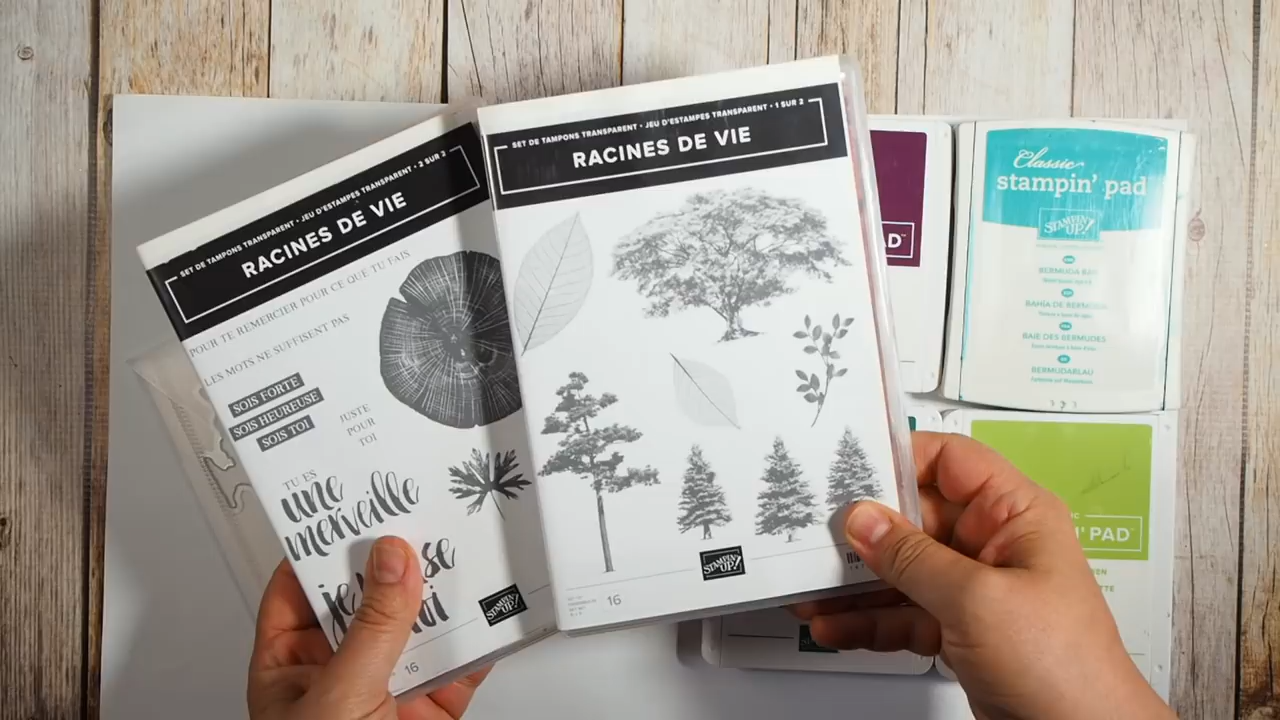 SET DE TAMPONS TRANSPARENT • JEU D'ESTAMPES TRANSPARENT • 2 SUR 2
RACINES DE VIE
POUR TE REMERCIER POUR CE QUE TU FAIS
LES MOTS NE SUFFISENT PAS
SOIS FORTE
SOIS HEUREUSE
SOIS TOI
JUSTE
POUR
TOI
TU ES
une
merveille
STAMPIN' UP!
16
SET DE TAMPONS TRANSPARENT • JEU D'ESTAMPES TRANSPARENT • 1 SUR 2
RACINES DE VIE
STAMPIN' UP!
16
Classic
stampin' pad
STAMPIN' UP!
BERMUDA BAY
BAHÍA DE BERMUDA
BAIE DES BERMUDES
BERMUDABLAU
PAD